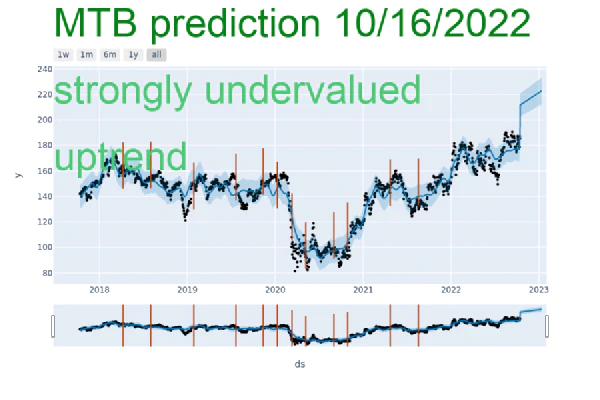 MTB prediction 10/16/2022
1w 1m 6m 1y all
240
strongly undervalued
220
200
180
uptrend
160
140
120
100
80
y
2018 2019 2020 2021 2022 2023
ds